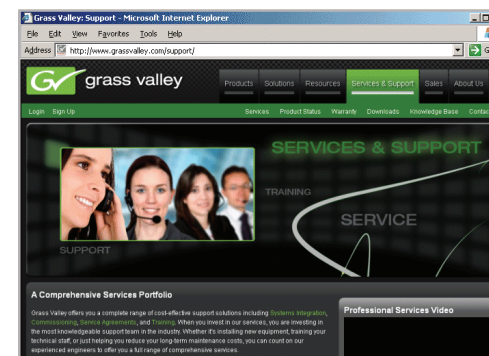 Grass Valley: Support - Microsoft Internet Explorer
File Edit View Favorites Tools Help
Address http://www.grassvalley.com/support/
GV grass valley
Products Solutions Resources Services & Support Sales About Us
Login Sign Up Services Product Status Warranty Downloads Knowledge Base Contac
SERVICES & SUPPORT
TRAINING
SERVICE
SUPPORT
A Comprehensive Services Portfolio
Grass Valley offers you a complete range of cost-effective support solutions including Systems Integration,
Commissioning, Service Agreements, and Training. When you invest in our services, you are investing in
the most knowledgeable support team in the industry. Whether it's installing new equipment, training your
technical staff, or just helping you reduce your long-term maintenance costs, you can count on our
experienced engineers to offer you a full range of comprehensive services.
Professional Services Video